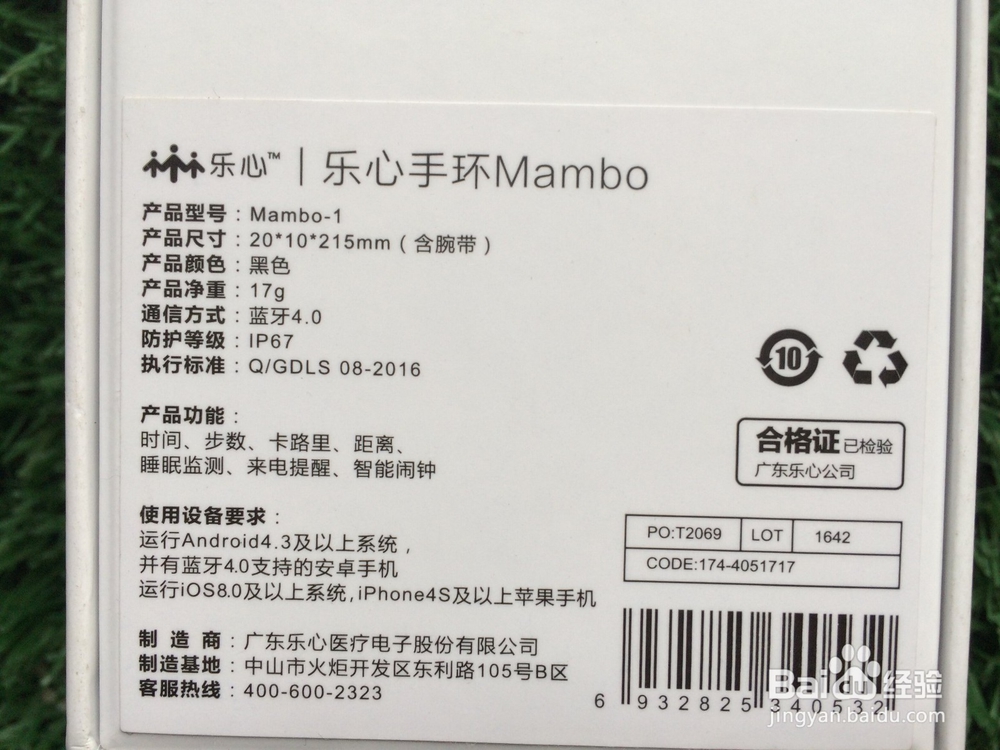 乐心™ | 乐心手环Mambo
产品型号：Mambo-1
产品尺寸：20*10*215mm（含腕带）
产品颜色：黑色
产品净重：17g
通信方式：蓝牙4.0
防护等级：IP67
执行标准：Q/GDLS 08-2016
10
产品功能：
时间、步数、卡路里、距离、
睡眠监测、来电提醒、智能闹钟
合格证 已检验
广东乐心公司
使用设备要求：
运行Android4.3及以上系统，
并有蓝牙4.0支持的安卓手机
运行iOS8.0及以上系统,iPhone4S及以上苹果手机
PO:T2069 LOT 1642
CODE:174-4051717
制造商：广东乐心医疗电子股份有限公司
制造基地：中山市火炬开发区东利路105号B区
客服热线：400-600-2323
6 932825 340532
Baidu经验
jingyan.baidu.com